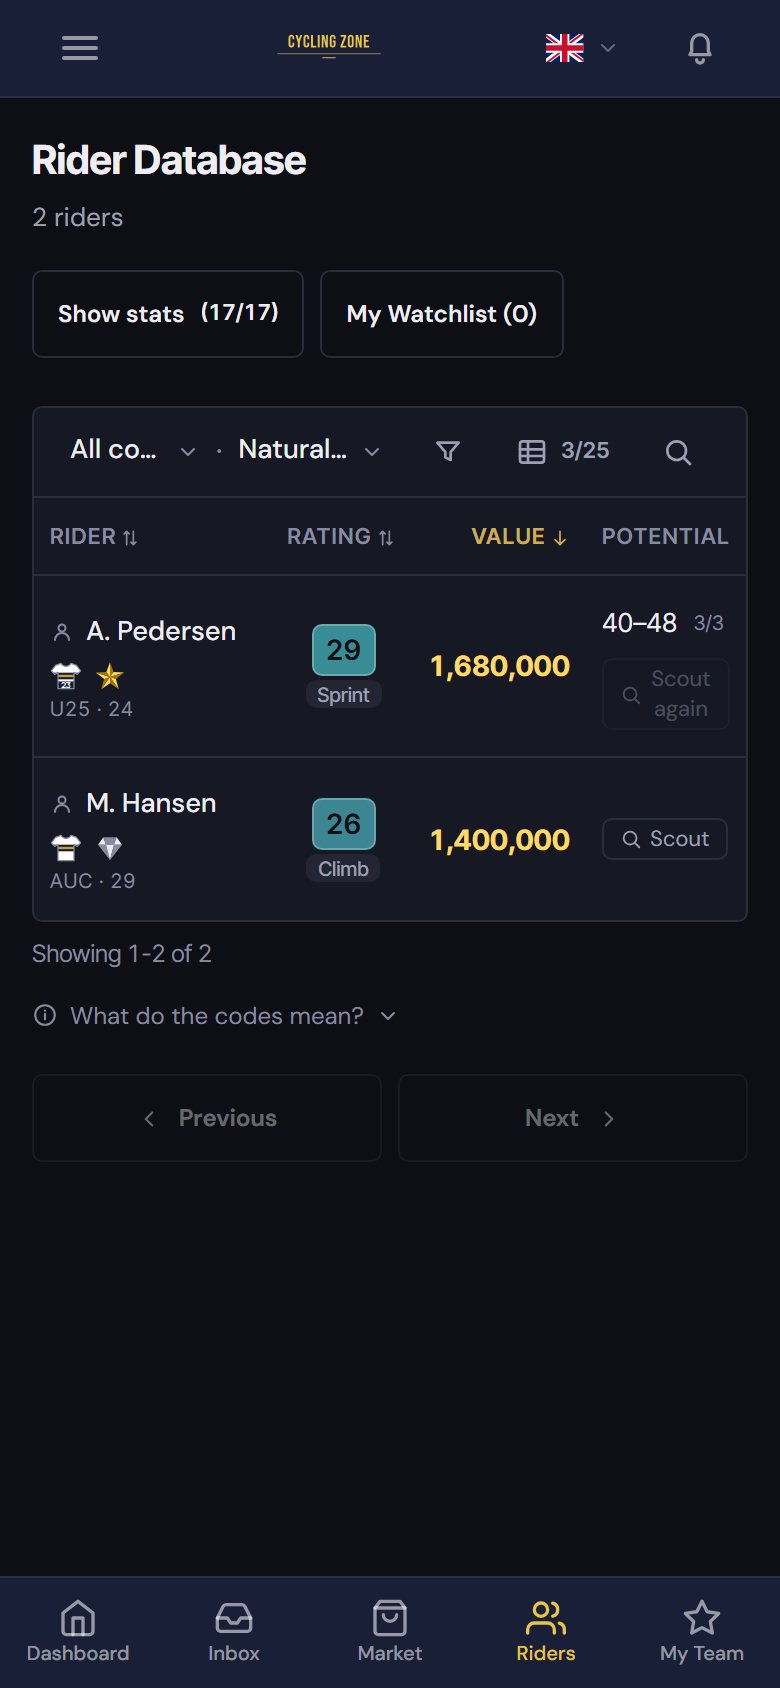 CYCLING ZONE
Rider Database
2 riders
Show stats (17/17)
My Watchlist (0)
All co... · Natural... 3/25
RIDER RATING VALUE POTENTIAL
A. Pedersen
U25 · 24
29
Sprint
1,680,000
40–48 3/3
Scout
again
M. Hansen
AUC · 29
26
Climb
1,400,000
Scout
Showing 1-2 of 2
What do the codes mean?
Previous
Next
Dashboard
Inbox
Market
Riders
My Team